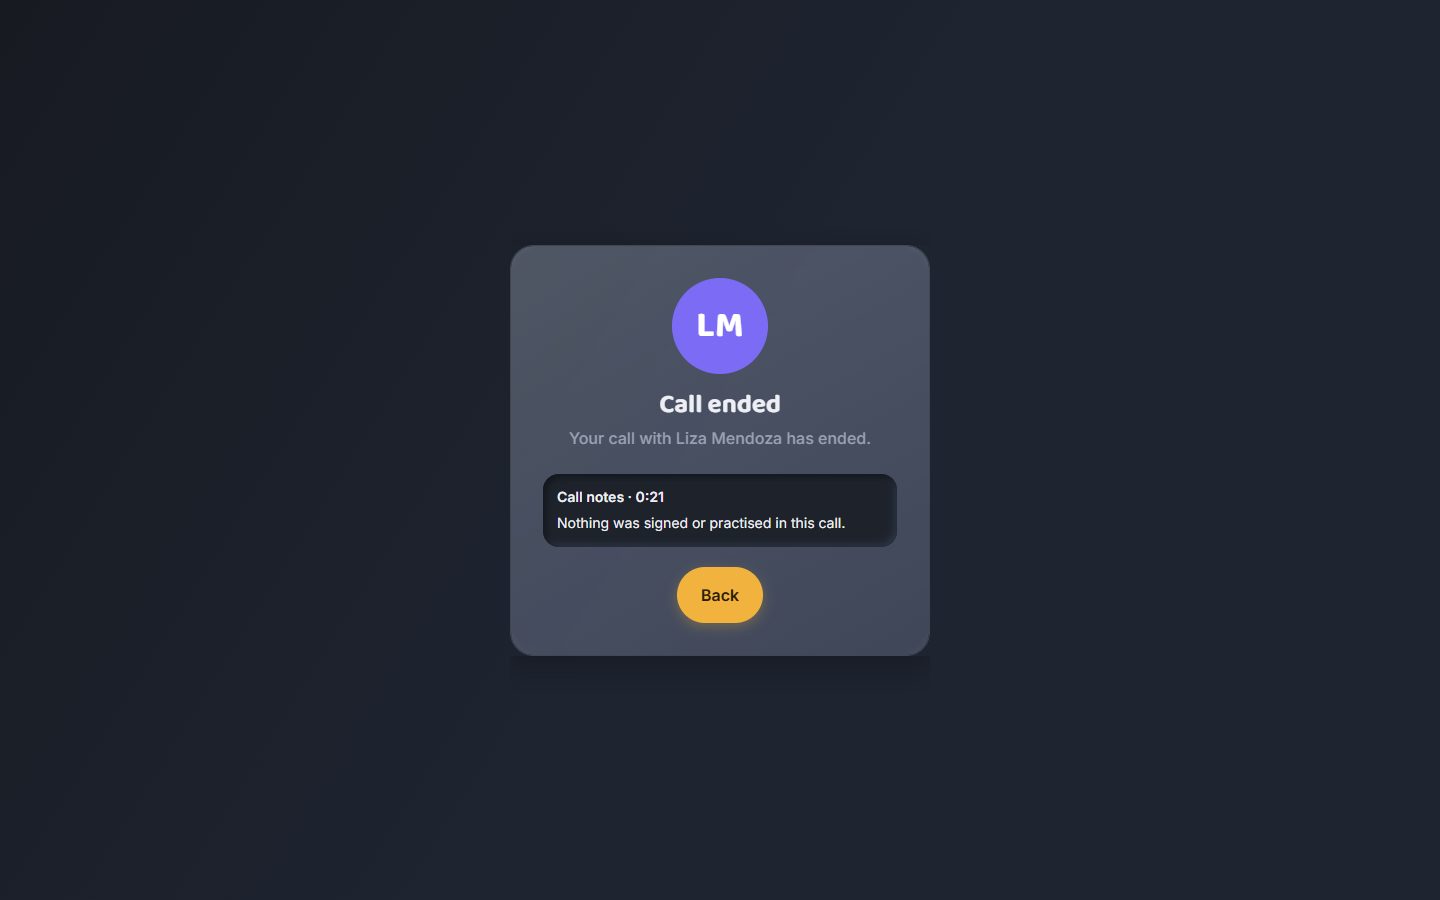 LM
Call ended
Your call with Liza Mendoza has ended.
Call notes · 0:21
Nothing was signed or practised in this call.
Back